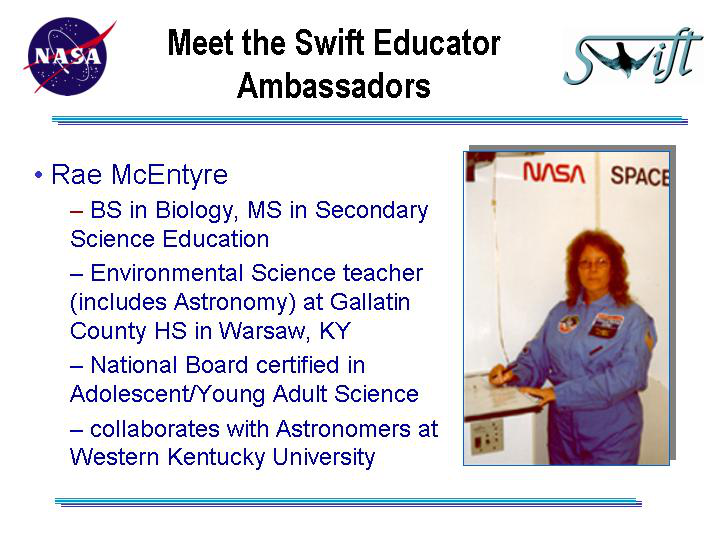 NASA
Meet the Swift Educator
Ambassadors
Swift
• Rae McEntyre
– BS in Biology, MS in Secondary
Science Education
– Environmental Science teacher
(includes Astronomy) at Gallatin
County HS in Warsaw, KY
– National Board certified in
Adolescent/Young Adult Science
– collaborates with Astronomers at
Western Kentucky University
NASA SPACE